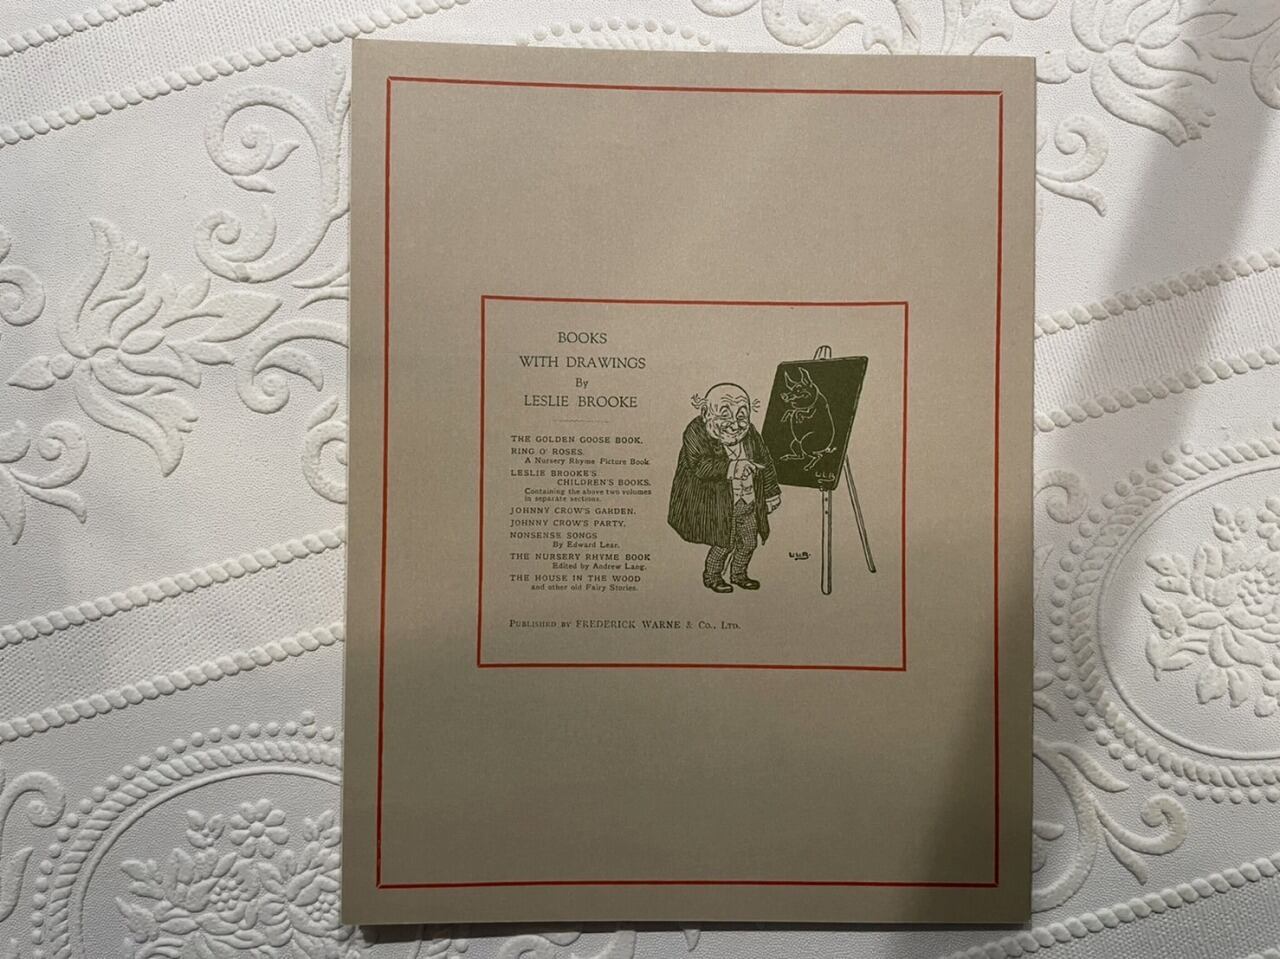 BOOKS
WITH DRAWINGS
By
LESLIE BROOKE
THE GOLDEN GOOSE BOOK.
RING O' ROSES.
A Nursery Rhyme Picture Book.
LESLIE BROOKE'S
CHILDREN'S BOOKS.
Containing the above two volumes
in separate sections.
JOHNNY CROW'S GARDEN.
JOHNNY CROW'S PARTY.
NONSENSE SONGS
By Edward Lear.
THE NURSERY RHYME BOOK
Edited by Andrew Lang.
THE HOUSE IN THE WOOD
and other old Fairy Stories.
PUBLISHED BY FREDERICK WARNE & Co., LTD.